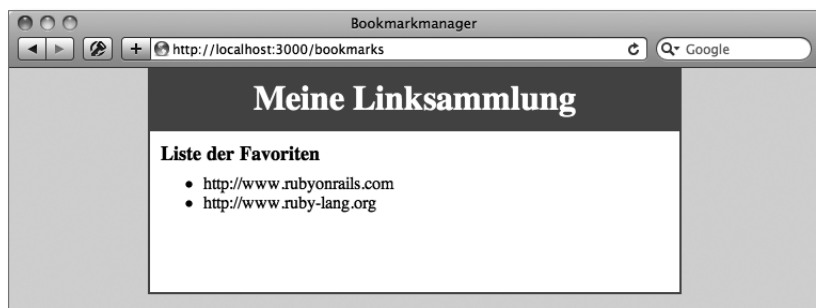 Bookmarkmanager
http://localhost:3000/bookmarks
Google
Meine Linksammlung
Liste der Favoriten
• http://www.rubyonrails.com
• http://www.ruby-lang.org